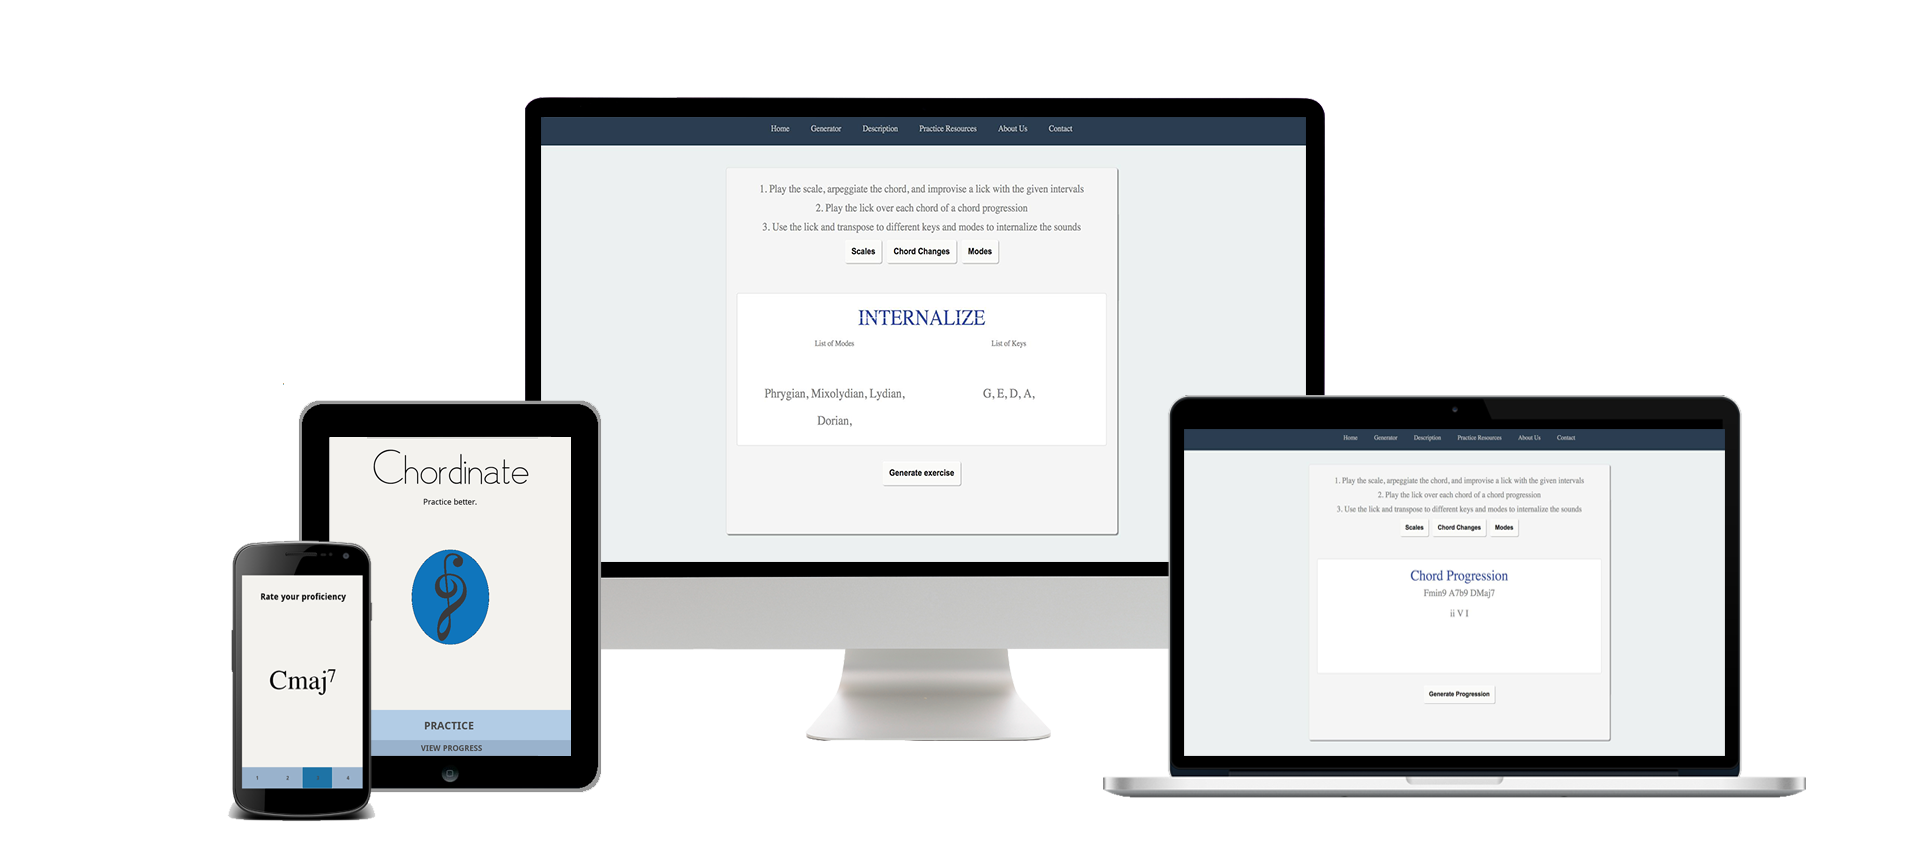 Home Generator Description Practice Resources About Us Contact
1. Play the scale, arpeggiate the chord, and improvise a lick with the given intervals
2. Play the lick over each chord of a chord progression
3. Use the lick and transpose to different keys and modes to internalize the sounds
Scales Chord Changes Modes
INTERNALIZE
List of Modes List of Keys
Phrygian, Mixolydian, Lydian, G, E, D, A,
Dorian,
Generate exercise
Chordinate
Practice better.
PRACTICE
VIEW PROGRESS
Rate your proficiency
Cmaj7
1 2 3 4
Home Generator Description Practice Resources About Us Contact
1. Play the scale, arpeggiate the chord, and improvise a lick with the given intervals
2. Play the lick over each chord of a chord progression
3. Use the lick and transpose to different keys and modes to internalize the sounds
Scales Chord Changes Modes
Chord Progression
Fmin9 A7b9 DMaj7
ii V I
Generate Progression